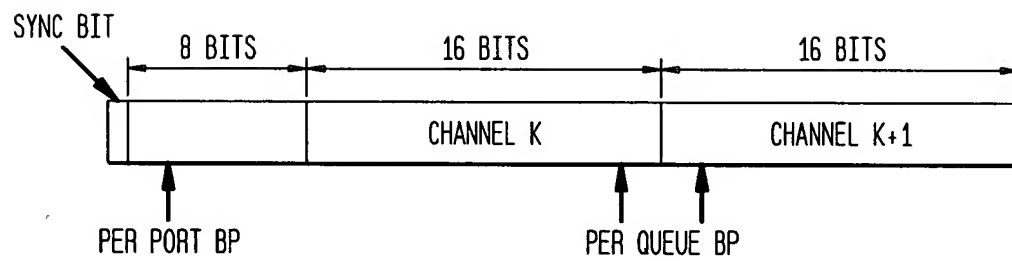 SYNC BIT
8 BITS 16 BITS 16 BITS
CHANNEL K CHANNEL K+1
PER PORT BP PER QUEUE BP